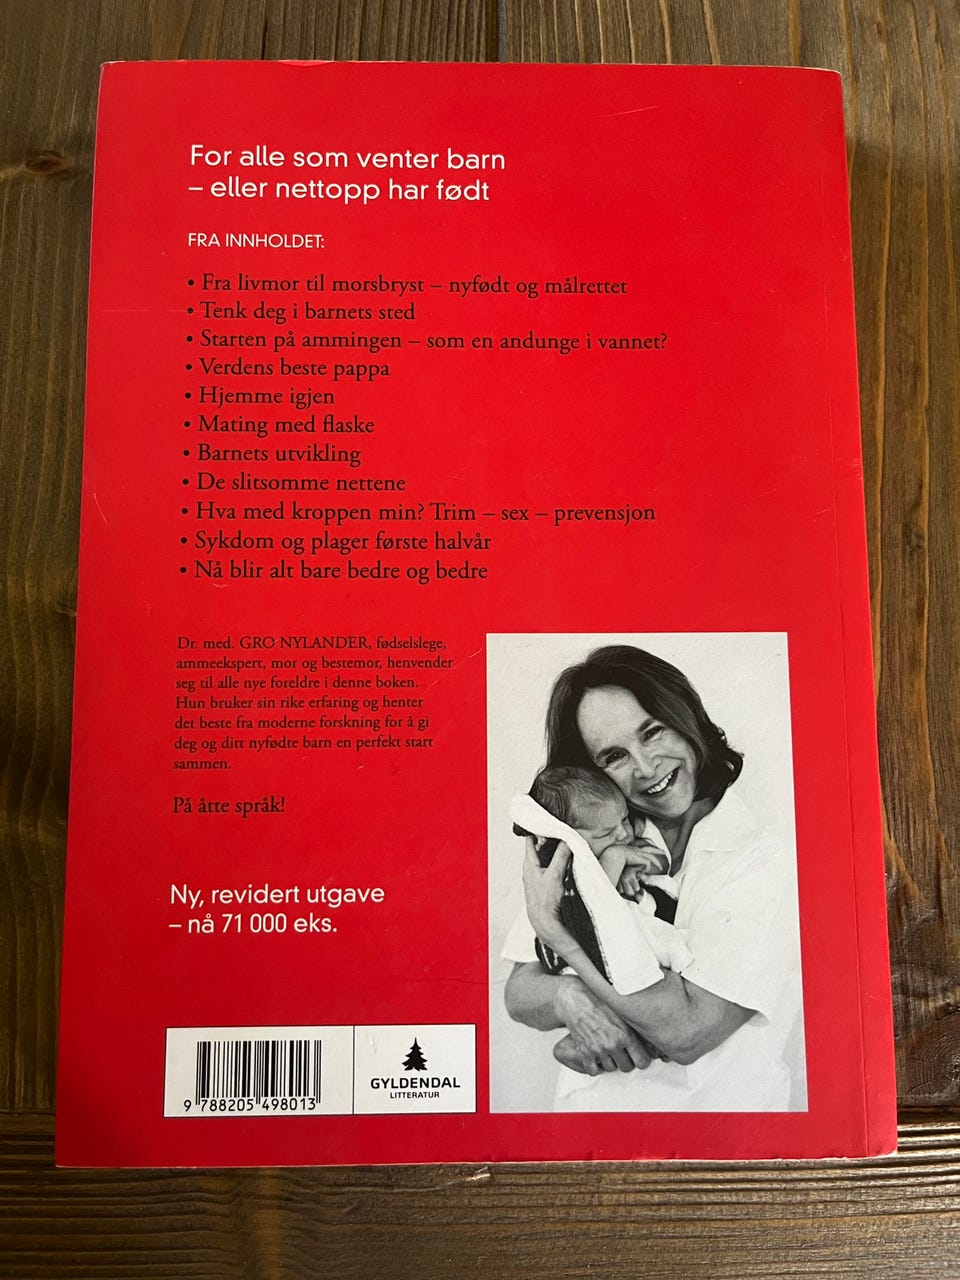 For alle som venter barn
– eller nettopp har født
FRA INNHOLDET:
• Fra livmor til morsbryst – nyfødt og målrettet
• Tenk deg i barnets sted
• Starten på ammingen – som en andunge i vannet?
• Verdens beste pappa
• Hjemme igjen
• Mating med flaske
• Barnets utvikling
• De slitsomme nettene
• Hva med kroppen min? Trim – sex – prevensjon
• Sykdom og plager første halvår
• Nå blir alt bare bedre og bedre
Dr. med. GRO NYLANDER, fødselslege,
ammeekspert, mor og bestemor, henvender
seg til alle nye foreldre i denne boken.
Hun bruker sin rike erfaring og henter
det beste fra moderne forskning for å gi
deg og ditt nyfødte barn en perfekt start
sammen.
På åtte språk!
Ny, revidert utgave
– nå 71 000 eks.
9 788205 498013
GYLDENDAL
LITTERATUR